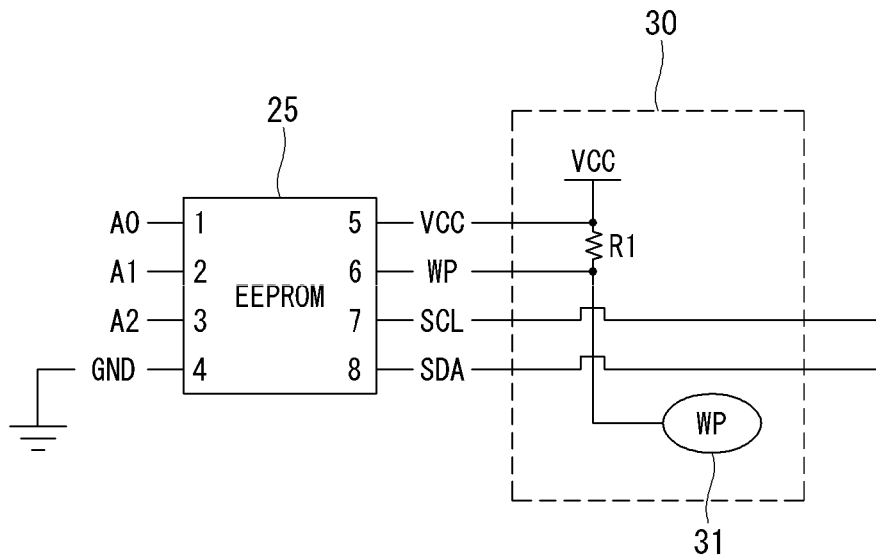 30
25
VCC
A0 1 5 VCC
R1
A1 2 6 WP
EEPROM
A2 3 7 SCL
GND 4 8 SDA
WP
31